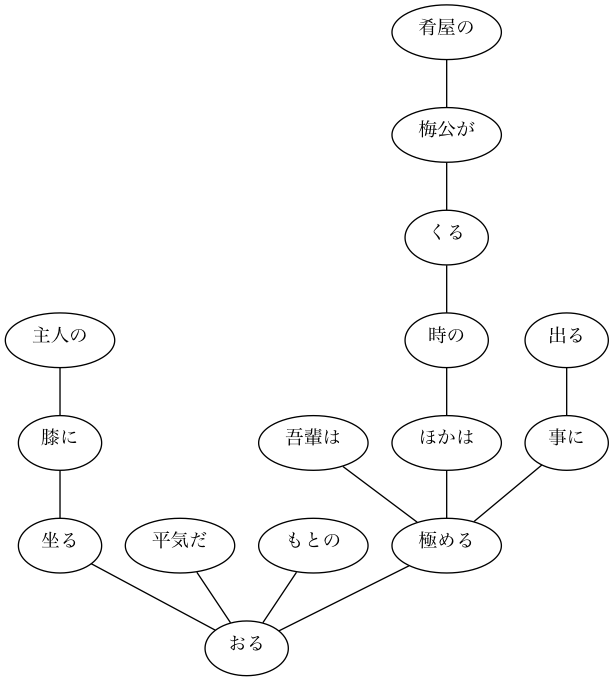 肴屋の
梅公が
くる
主人の
時の
出る
膝に
吾輩は
ほかは
事に
坐る
平気だ
もとの
極める
おる